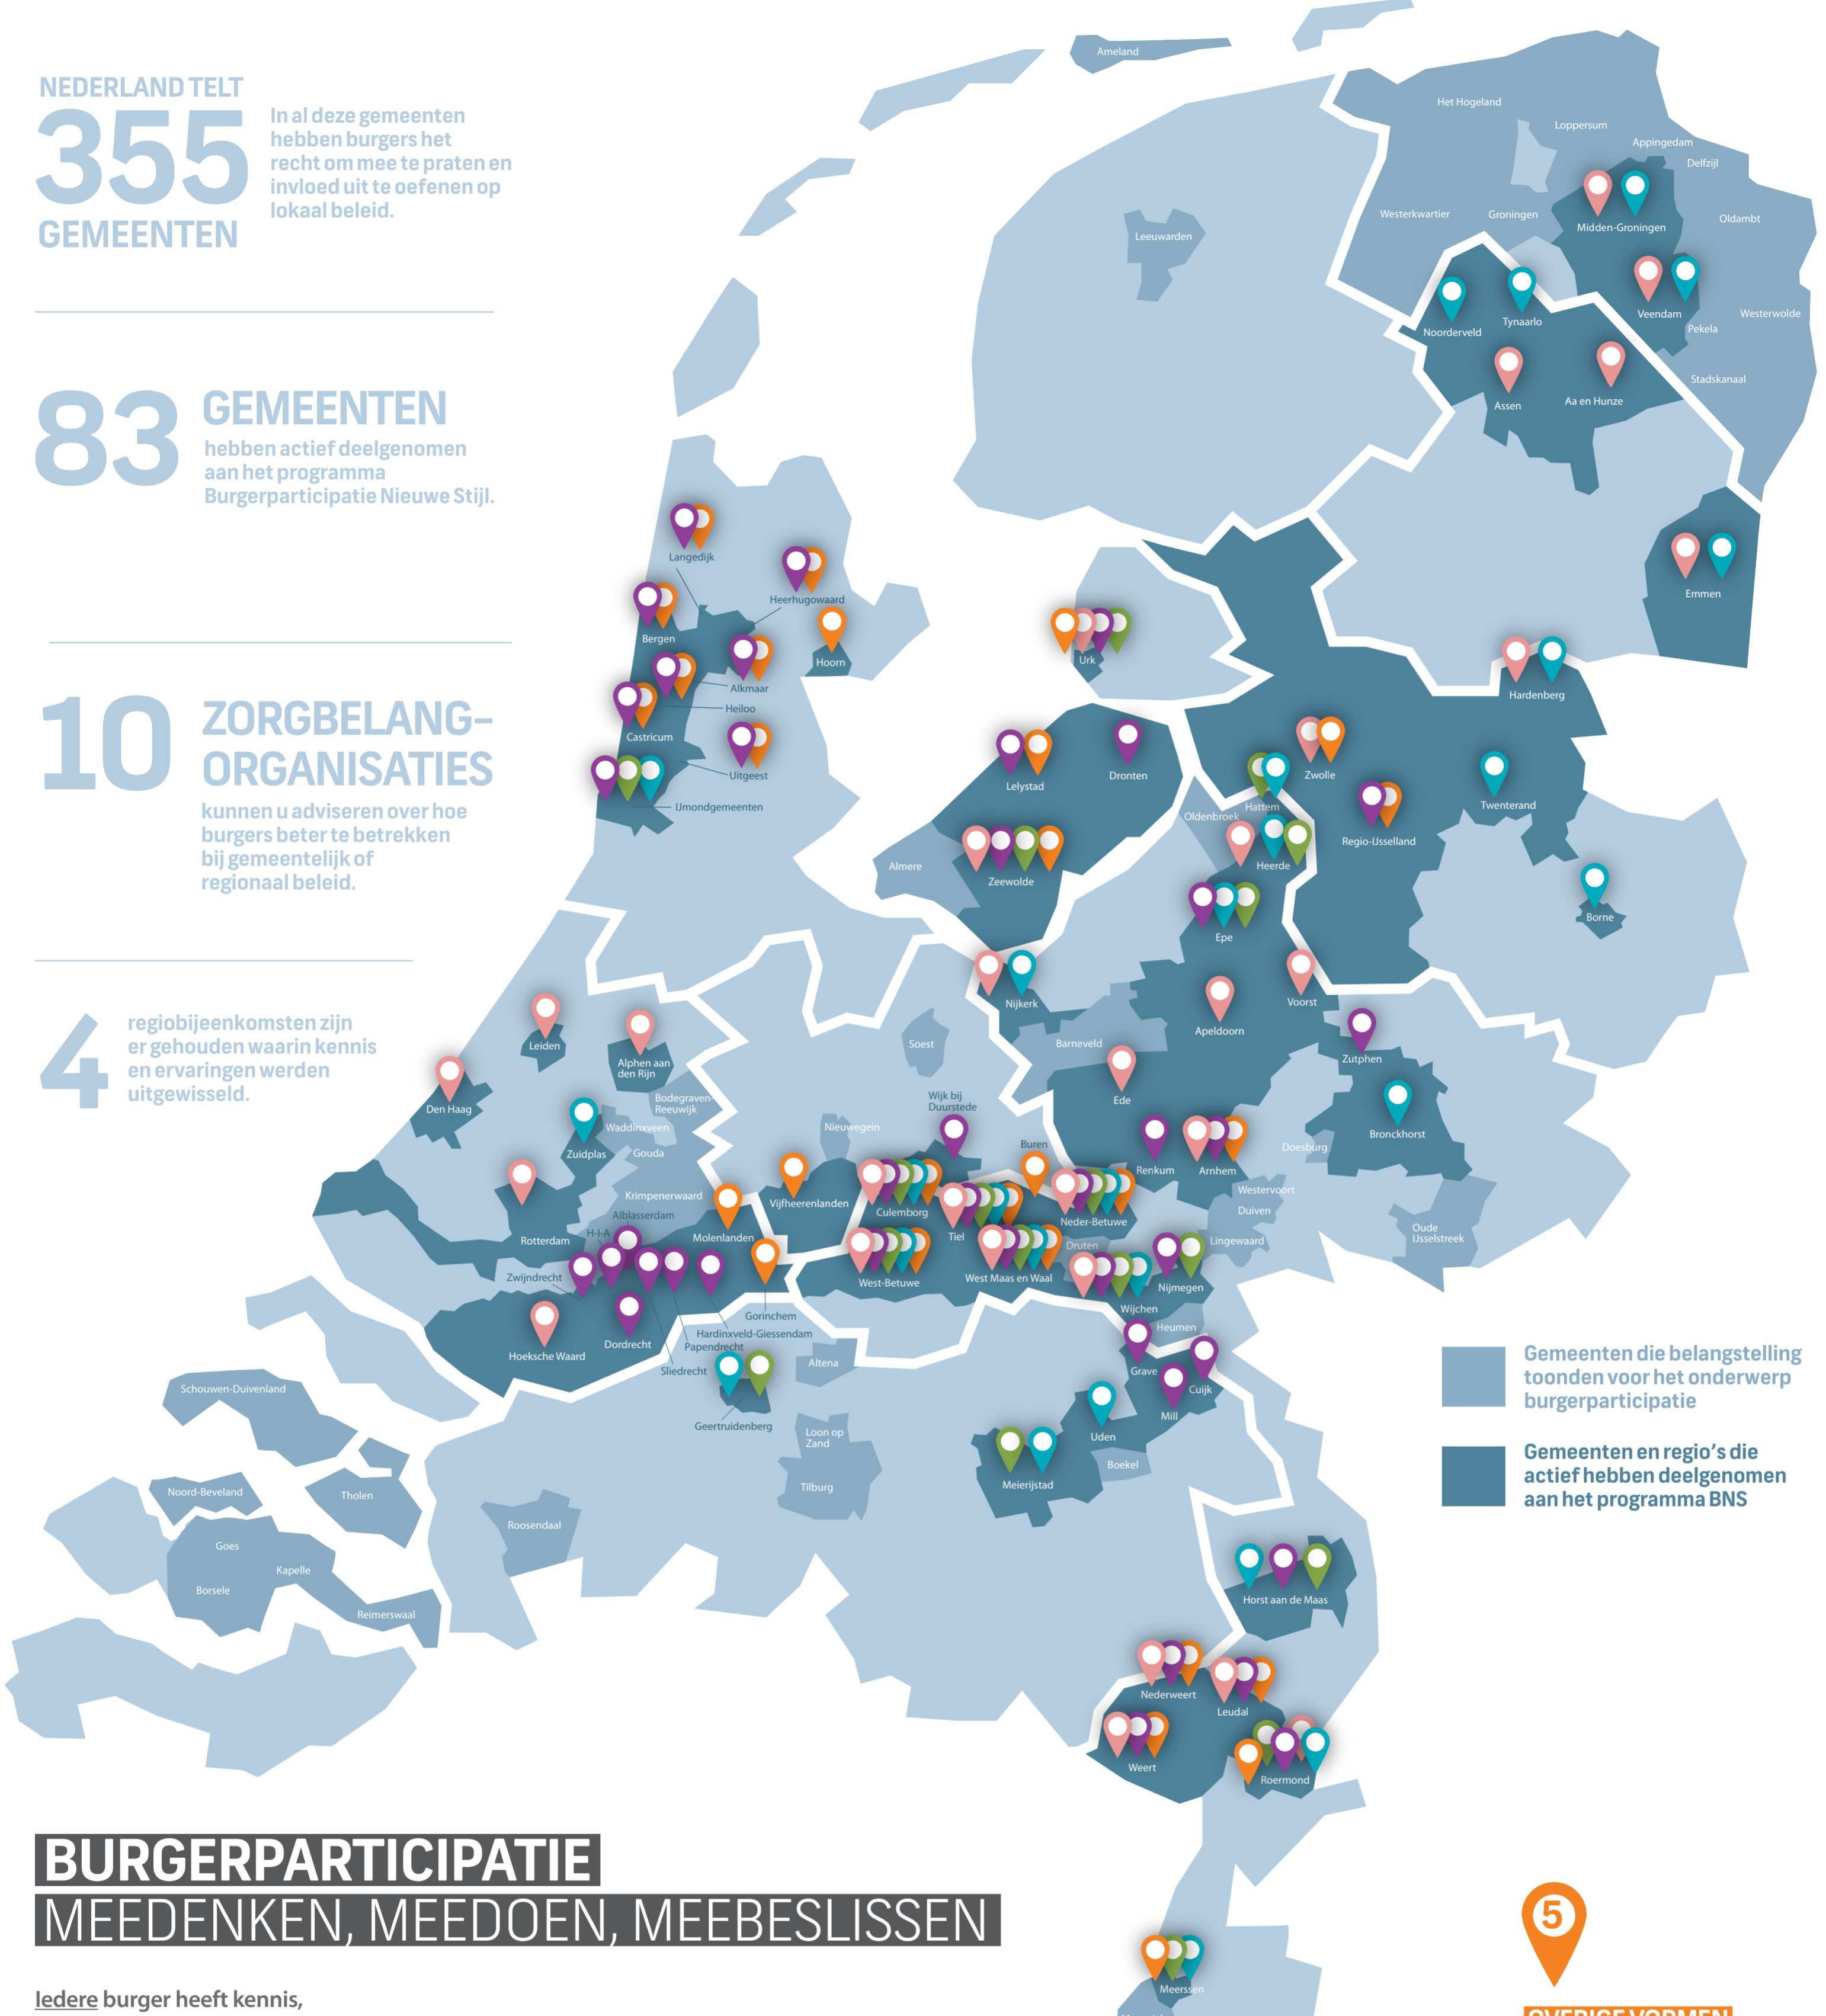 NEDERLAND TELT
355
GEMEENTEN
In al deze gemeenten
hebben burgers het
recht om mee te praten en
invloed uit te oefenen op
lokaal beleid.
83
GEMEENTEN
hebben actief deelgenomen
aan het programma
Burgerparticipatie Nieuwe Stijl.
10
ZORGBELANG-
ORGANISATIES
kunnen u adviseren over hoe
burgers beter te betrekken
bij gemeentelijk of
regionaal beleid.
4
regiobijeenkomsten zijn
er gehouden waarin kennis
en ervaringen werden
uitgewisseld.
Ameland
Het Hogeland
Loppersum
Appingedam
Delfzijl
Westerkwartier
Groningen
Midden-Groningen
Oldambt
Leeuwarden
Veendam
Westerwolde
Pekela
Noorderveld
Tynaarlo
Stadskanaal
Assen
Aa en Hunze
Langedijk
Heerhugowaard
Emmen
Bergen
Hoorn
Urk
Alkmaar
Heiloo
Hardenberg
Castricum
Uitgeest
IJmondgemeenten
Lelystad
Dronten
Zwolle
Hattem
Oldenbroek
Twenterand
Regio-IJsselland
Almere
Zeewolde
Heerde
Borne
Epe
Nijkerk
Voorst
Apeldoorn
Leiden
Soest
Barneveld
Zutphen
Alphen aan
den Rijn
Den Haag
Bodegraven-
Reeuwijk
Wijk bij
Duurstede
Ede
Waddinxveen
Nieuwegein
Bronckhorst
Zuidplas
Gouda
Buren
Doesburg
Renkum
Arnhem
Krimpenerwaard
Vijfheerenlanden
Culemborg
Westervoort
Alblasserdam
Neder-Betuwe
Duiven
H-I-A
Molenlanden
Tiel
Oude
IJsselstreek
Rotterdam
Druten
Lingewaard
Zwijndrecht
West-Betuwe
West Maas en Waal
Nijmegen
Wijchen
Gorinchem
Heumen
Hardinxveld-Giessendam
Dordrecht
Papendrecht
Hoeksche Waard
Sliedrecht
Altena
Grave
Cuijk
Schouwen-Duivenland
Mill
Geertruidenberg
Loon op
Zand
Uden
Boekel
Meierijstad
Tilburg
Noord-Beveland
Tholen
Roosendaal
Goes
Kapelle
Borsele
Reimerswaal
Horst aan de Maas
Nederweert
Leudal
Weert
Roermond
Meerssen
Gemeenten die belangstelling
toonden voor het onderwerp
burgerparticipatie
Gemeenten en regio's die
actief hebben deelgenomen
aan het programma BNS
BURGERPARTICIPATIE
MEEDENKEN, MEEDOEN, MEEBESLISSEN
Iedere burger heeft kennis,
5
OVERIGE VORMEN